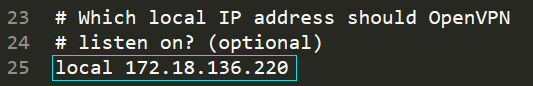 23 # Which local IP address should OpenVPN
24 # listen on? (optional)
25 local 172.18.136.220